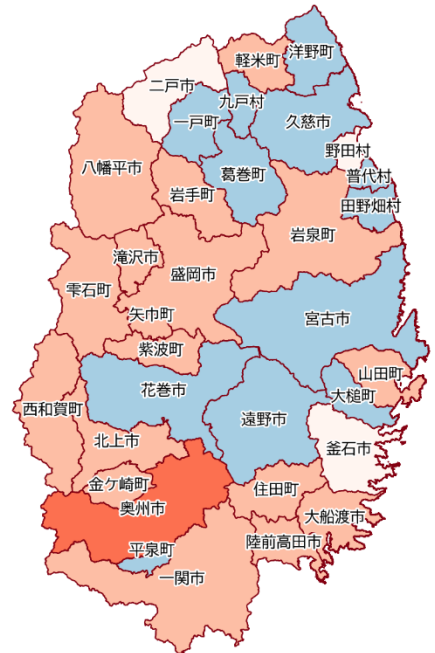 洋野町
軽米町
二戸市
九戸村
一戸町
久慈市
野田村
普代村
八幡平市
葛巻町
岩手町
田野畑村
岩泉町
滝沢市
盛岡市
雫石町
矢巾町
宮古市
紫波町
山田町
花巻市
大槌町
西和賀町
遠野市
北上市
釜石市
金ケ崎町
住田町
奥州市
大船渡市
陸前高田市
平泉町
一関市